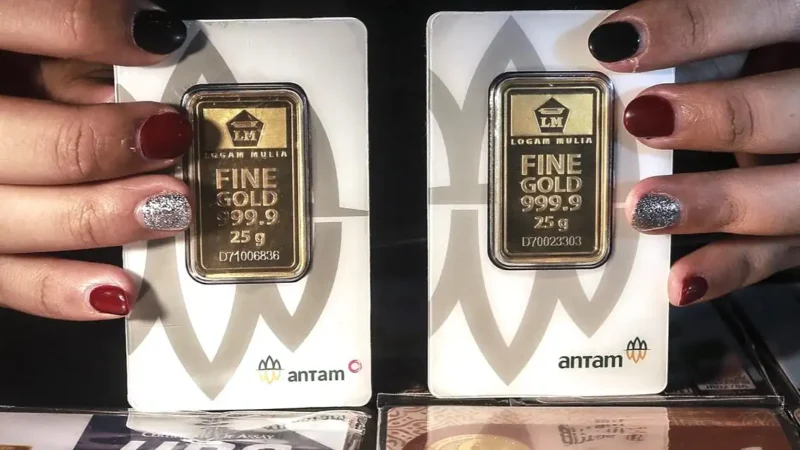 LM
LOGAM MULIA
FINE
GOLD
999.9
25 g
D71006836
antam
LM
LOGAM MULIA
FINE
GOLD
999.9
25 g
D70023303
antam